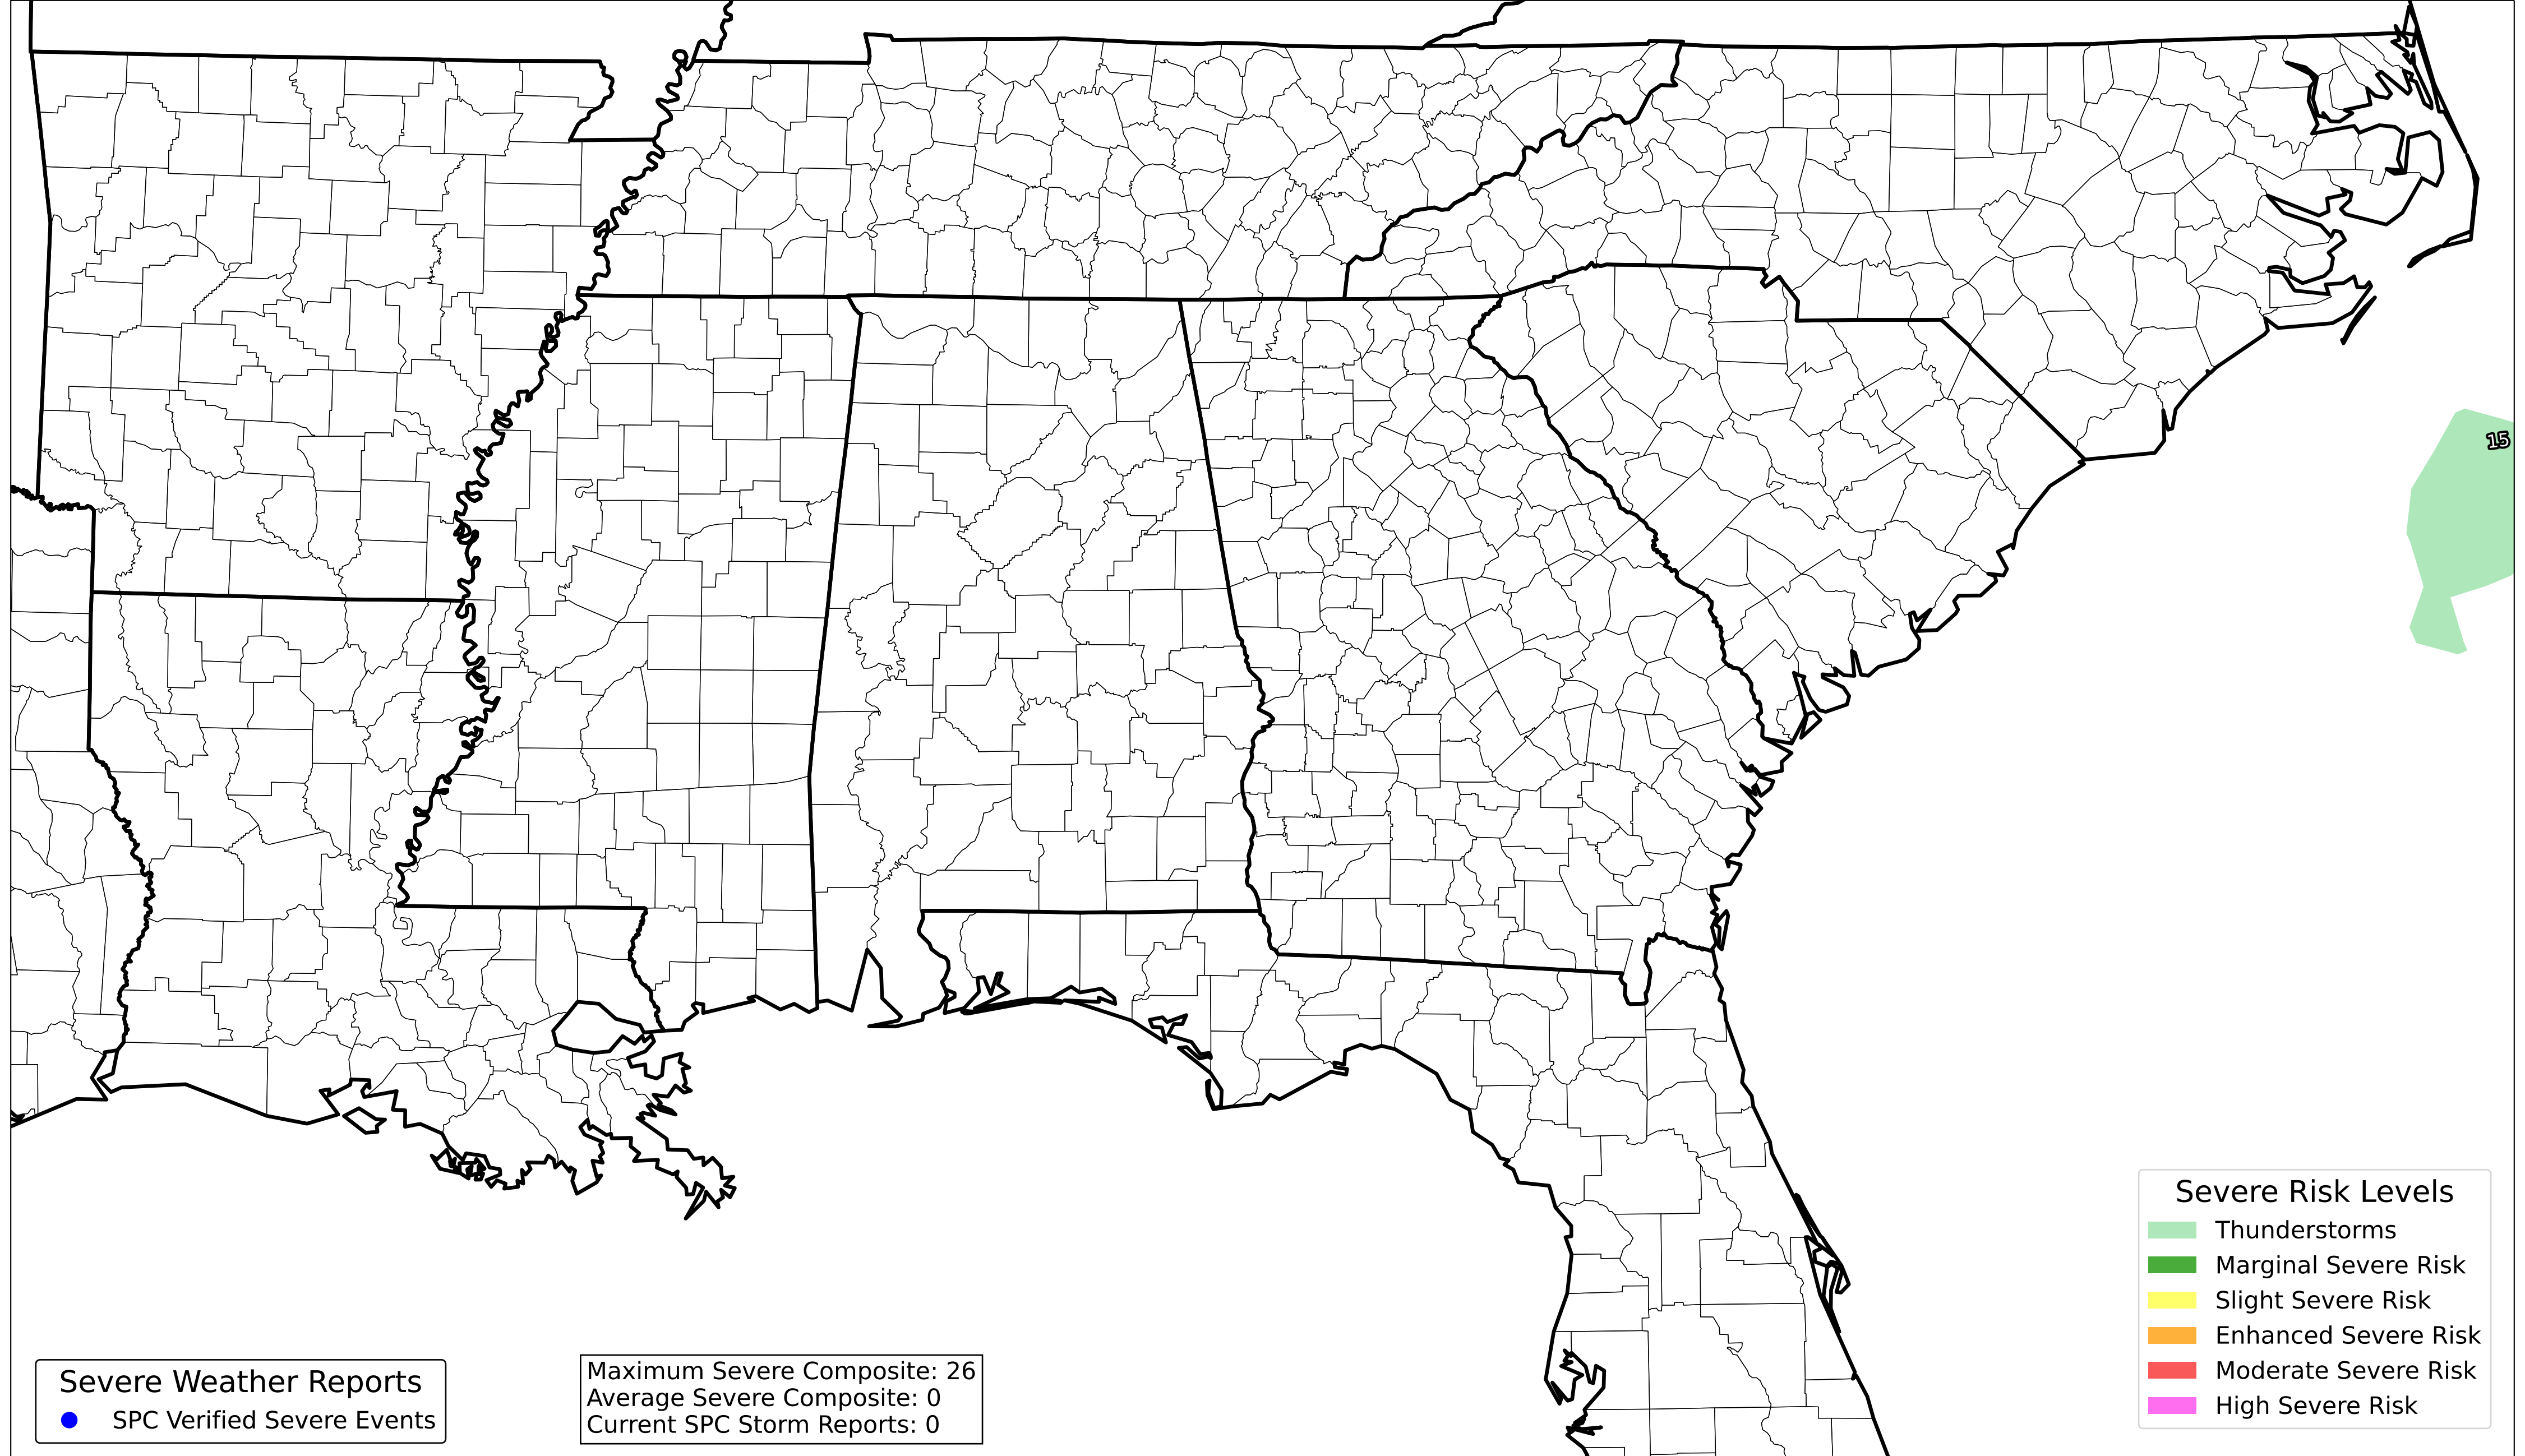 15
Severe Risk Levels
Thunderstorms
Marginal Severe Risk
Slight Severe Risk
Enhanced Severe Risk
Moderate Severe Risk
High Severe Risk
Severe Weather Reports
SPC Verified Severe Events
Maximum Severe Composite: 26
Average Severe Composite: 0
Current SPC Storm Reports: 0